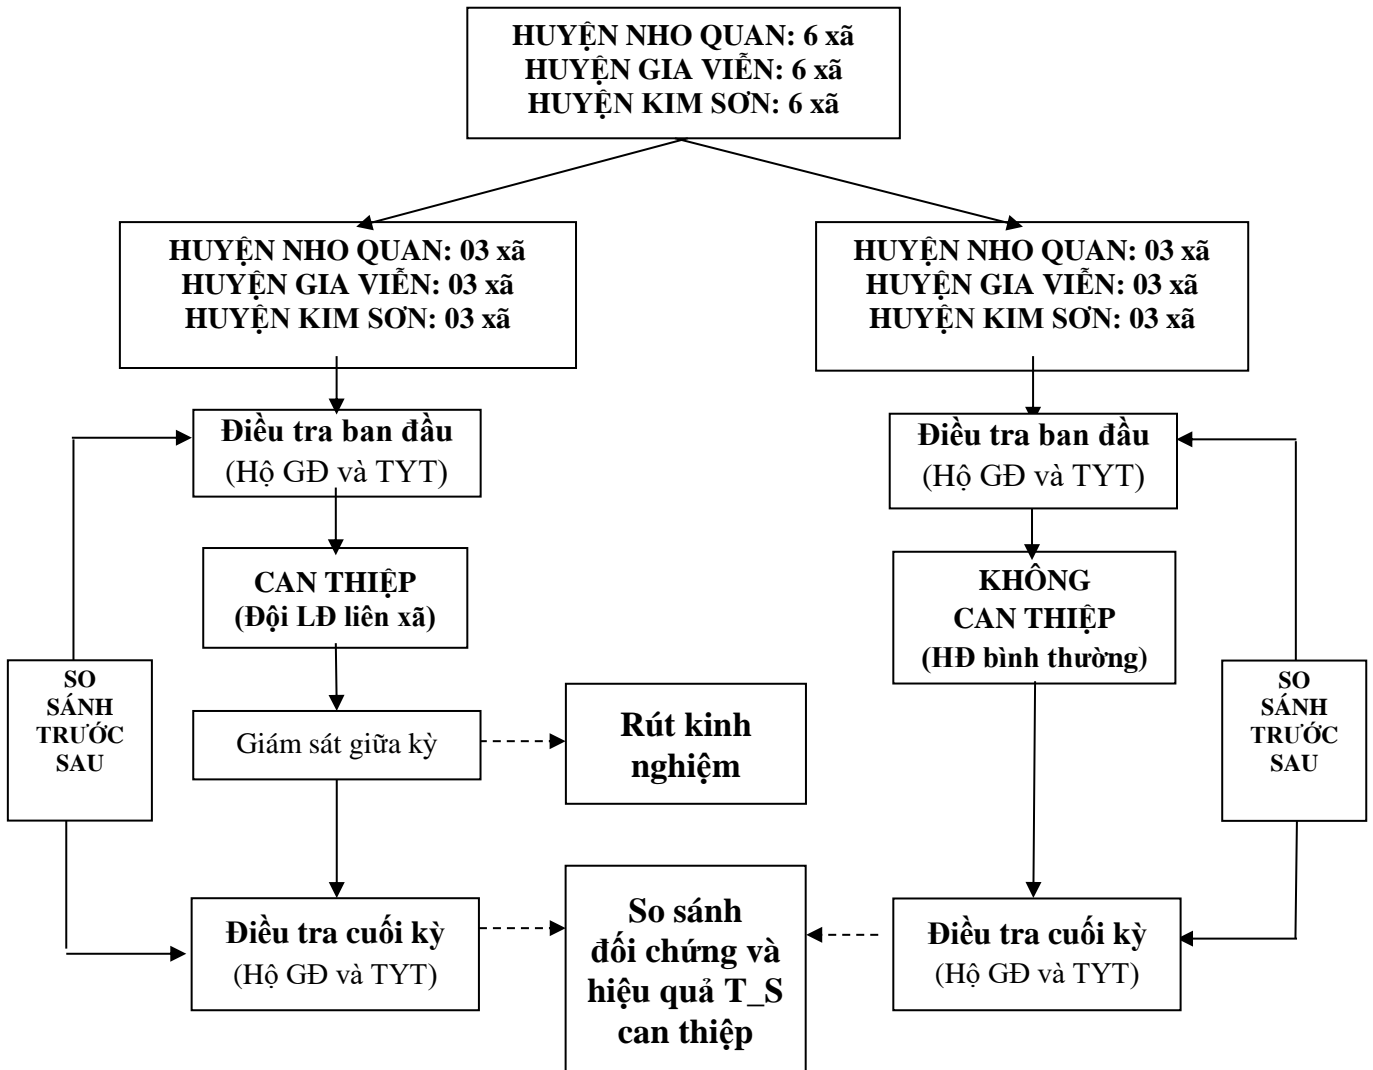 HUYỆN NHO QUAN: 6 xã
HUYỆN GIA VIỄN: 6 xã
HUYỆN KIM SƠN: 6 xã
HUYỆN NHO QUAN: 03 xã
HUYỆN GIA VIỄN: 03 xã
HUYỆN KIM SƠN: 03 xã
HUYỆN NHO QUAN: 03 xã
HUYỆN GIA VIỄN: 03 xã
HUYỆN KIM SƠN: 03 xã
Điều tra ban đầu
(Hộ GĐ và TYT)
Điều tra ban đầu
(Hộ GĐ và TYT)
CAN THIỆP
(Đội LĐ liên xã)
KHÔNG
CAN THIỆP
(HĐ bình thường)
SO
SÁNH
TRƯỚC
SAU
Giám sát giữa kỳ
Rút kinh
nghiệm
SO
SÁNH
TRƯỚC
SAU
Điều tra cuối kỳ
(Hộ GĐ và TYT)
So sánh
đối chứng và
hiệu quả T_S
can thiệp
Điều tra cuối kỳ
(Hộ GĐ và TYT)